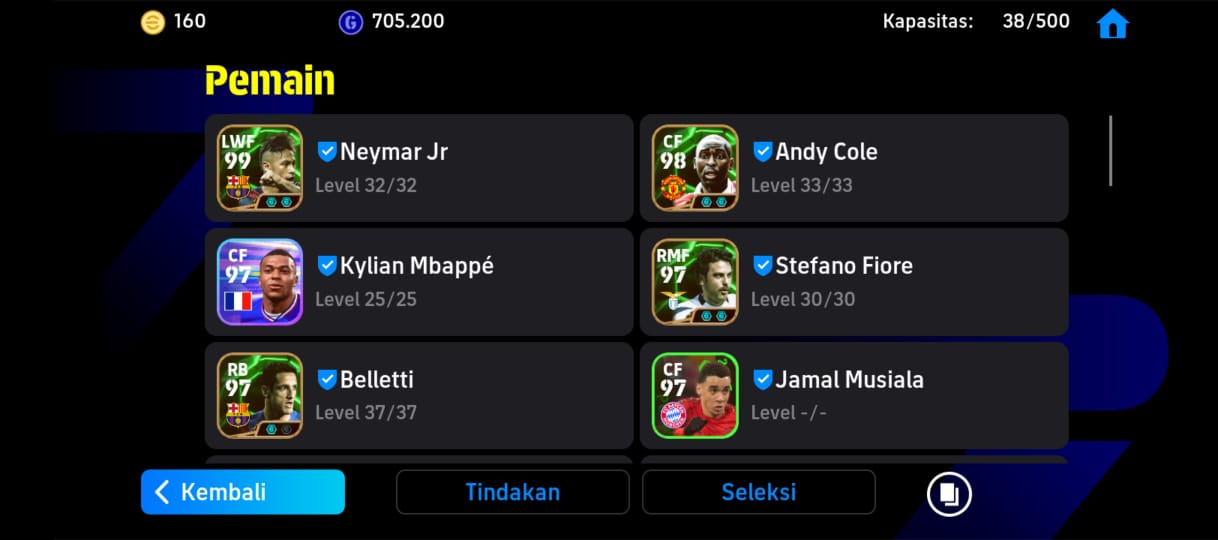 160
705.200
Kapasitas: 38/500
Pemain
LWF
99
Neymar Jr
Level 32/32
CF
98
Andy Cole
Level 33/33
CF
97
Kylian Mbappé
Level 25/25
RMF
97
Stefano Fiore
Level 30/30
RB
97
Belletti
Level 37/37
CF
97
Jamal Musiala
Level -/-
Kembali
Tindakan
Seleksi